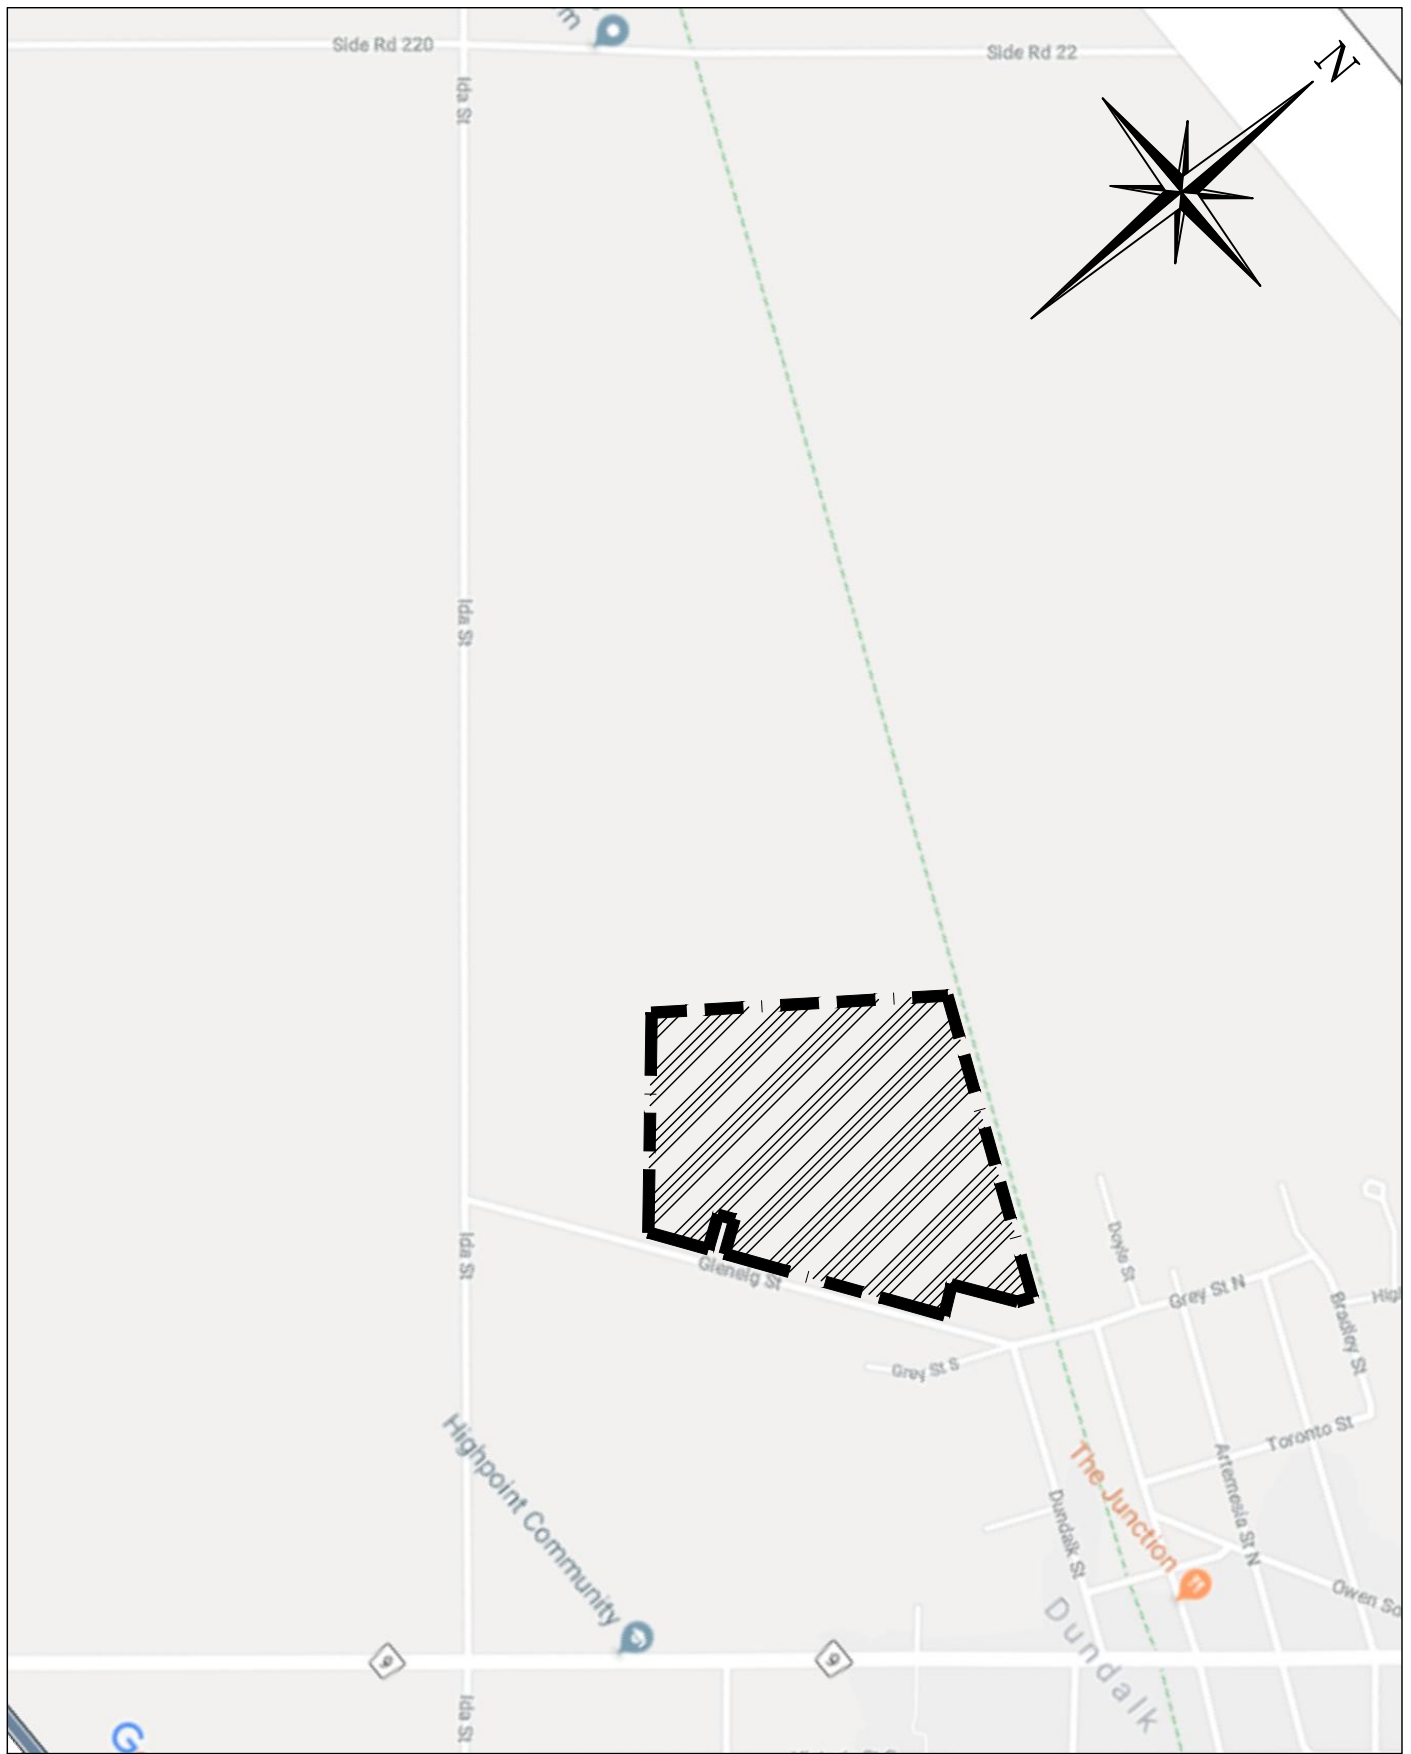 m
Side Rd 220
Side Rd 22
N
Ida St
Ida St
Doyle St
Ida St
Glenelg St
Grey St N
High
Bradley St
Grey St S
Toronto St
Highpoint Community
The Junction
Artemesia St N
Dundalk St
Owen So
Dundalk
9
9
Ida St
G